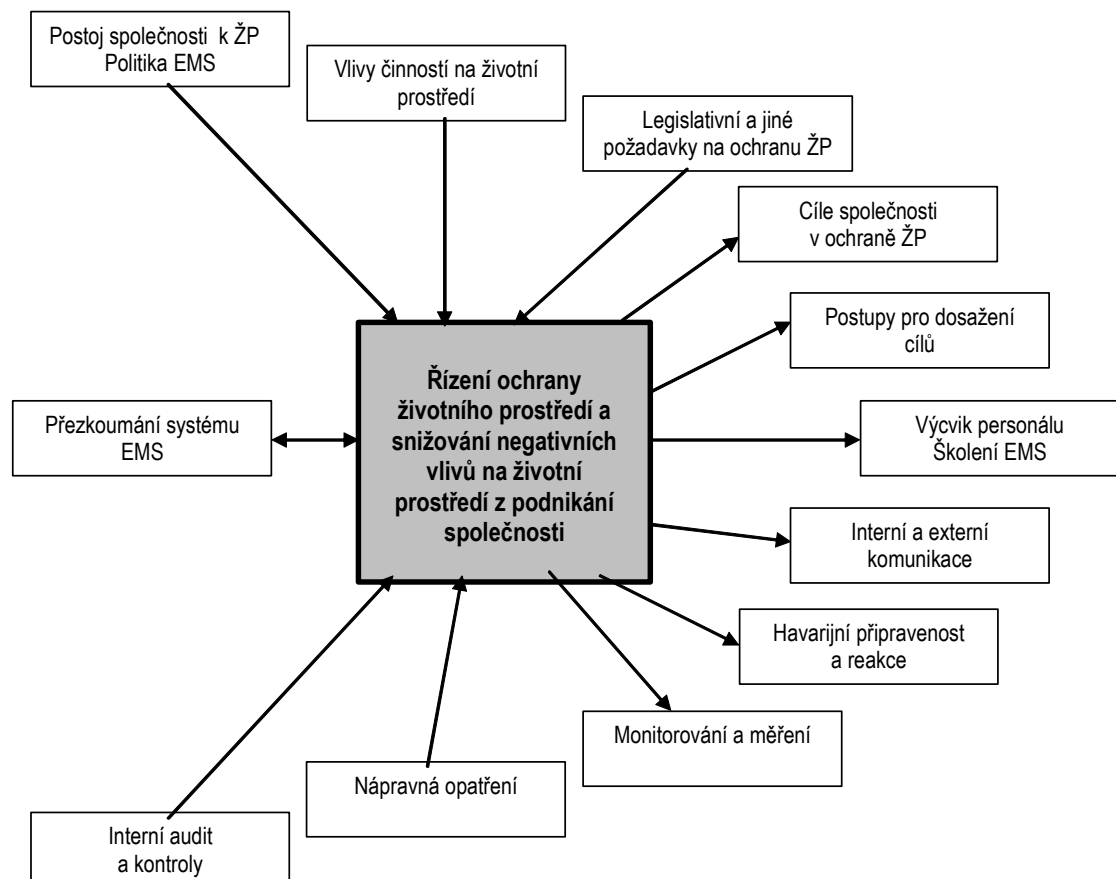 Postoj společnosti k ŽP
Politika EMS
Vlivy činností na životní
prostředí
Legislativní a jiné
požadavky na ochranu ŽP
Cíle společnosti
v ochraně ŽP
Postupy pro dosažení
cílů
Řízení ochrany
životního prostředí a
snižování negativních
vlivů na životní
prostředí z podnikání
společnosti
Přezkoumání systému
EMS
Výcvik personálu
Školení EMS
Interní a externí
komunikace
Havarijní připravenost
a reakce
Monitorování a měření
Nápravná opatření
Interní audit
a kontroly